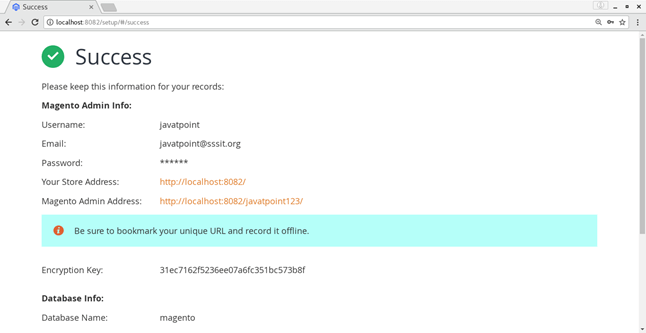 Success
localhost:8082/setup/#/success
Success
Please keep this information for your records:
Magento Admin Info:
Username: javatpoint
Email: javatpoint@sssit.org
Password: ******
Your Store Address: http://localhost:8082/
Magento Admin Address: http://localhost:8082/javatpoint123/
Be sure to bookmark your unique URL and record it offline.
Encryption Key: 31ec7162f5236ee07a6fc351bc573b8f
Database Info:
Database Name: magento